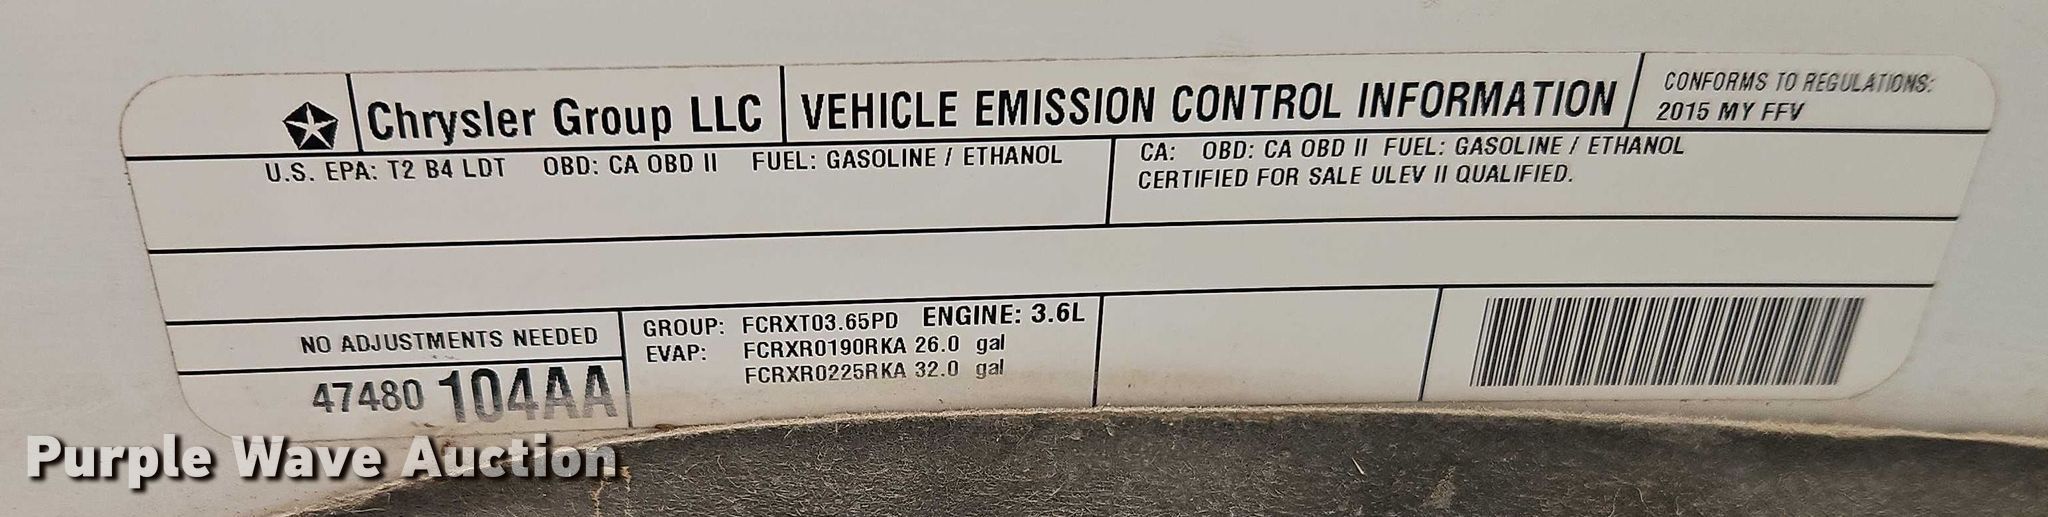 Chrysler Group LLC
VEHICLE EMISSION CONTROL INFORMATION
CONFORMS TO REGULATIONS:
2015 MY FFV
U.S. EPA: T2 B4 LDT OBD: CA OBD II FUEL: GASOLINE / ETHANOL
CA: OBD: CA OBD II FUEL: GASOLINE / ETHANOL
CERTIFIED FOR SALE ULEV II QUALIFIED.
NO ADJUSTMENTS NEEDED
47480 104AA
GROUP: FCRXT03.65PD ENGINE: 3.6L
EVAP: FCRXR0190RKA 26.0 gal
FCRXR0225RKA 32.0 gal
Purple Wave Auction